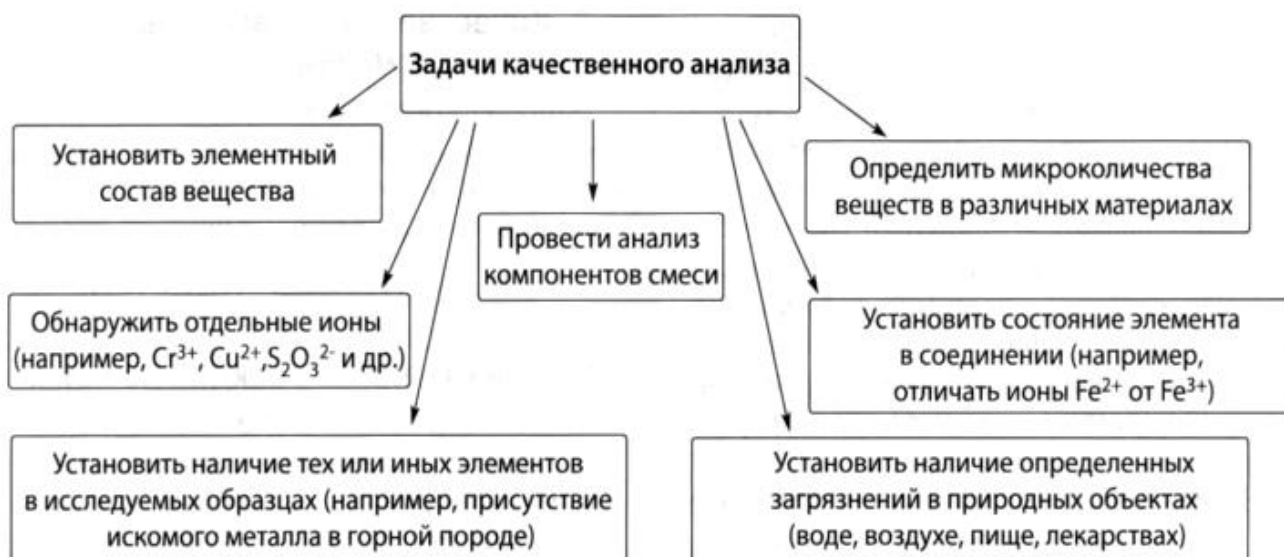 Задачи качественного анализа
Установить элементный
состав вещества
Определить микроколичества
веществ в различных материалах
Провести анализ
компонентов смеси
Обнаружить отдельные ионы
(например, Cr³⁺, Cu²⁺,S₂O₃²⁻ и др.)
Установить состояние элемента
в соединении (например,
отличать ионы Fe²⁺ от Fe³⁺)
Установить наличие тех или иных элементов
в исследуемых образцах (например, присутствие
искомого металла в горной породе)
Установить наличие определенных
загрязнений в природных объектах
(воде, воздухе, пище, лекарствах)